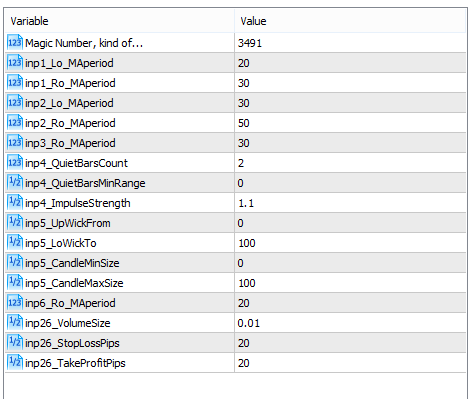 Variable Value
123 Magic Number, kind of... 3491
123 inp1_Lo_MAperiod 20
123 inp1_Ro_MAperiod 30
123 inp2_Lo_MAperiod 30
123 inp2_Ro_MAperiod 50
123 inp3_Ro_MAperiod 30
123 inp4_QuietBarsCount 2
1/2 inp4_QuietBarsMinRange 0
1/2 inp4_ImpulseStrength 1.1
1/2 inp5_UpWickFrom 0
1/2 inp5_LoWickTo 100
1/2 inp5_CandleMinSize 0
1/2 inp5_CandleMaxSize 100
123 inp6_Ro_MAperiod 20
1/2 inp26_VolumeSize 0.01
1/2 inp26_StopLossPips 20
1/2 inp26_TakeProfitPips 20